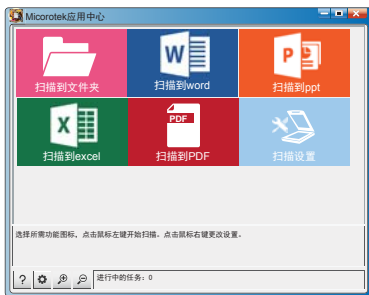 Micorotek应用中心
W
P
扫描到文件夹
扫描到word
扫描到ppt
X
PDF
扫描到excel
扫描到PDF
扫描设置
选择所需功能图标，点击鼠标左键开始扫描。点击鼠标右键更改设置。
?
进行中的任务：0